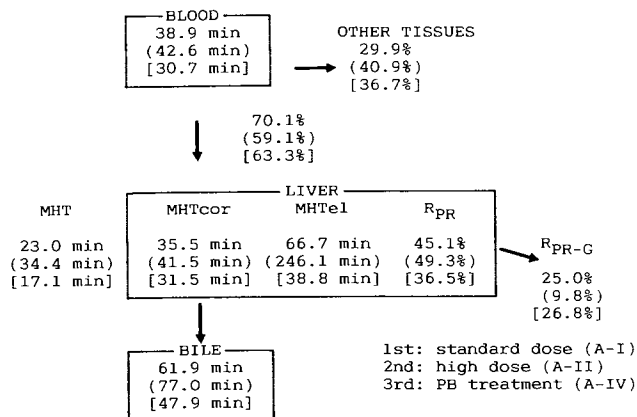 BLOOD
38.9 min
(42.6 min)
[30.7 min]
OTHER TISSUES
29.9%
(40.9%)
[36.7%]
70.1%
(59.1%)
[63.3%]
LIVER
MHT MHTcor MHTel RPR
23.0 min 35.5 min 66.7 min 45.1%
(34.4 min) (41.5 min) (246.1 min) (49.3%)
[17.1 min] [31.5 min] [38.8 min] [36.5%]
RPR-G
25.0%
(9.8%)
[26.8%]
BILE
61.9 min
(77.0 min)
[47.9 min]
1st: standard dose (A-I)
2nd: high dose (A-II)
3rd: PB treatment (A-IV)